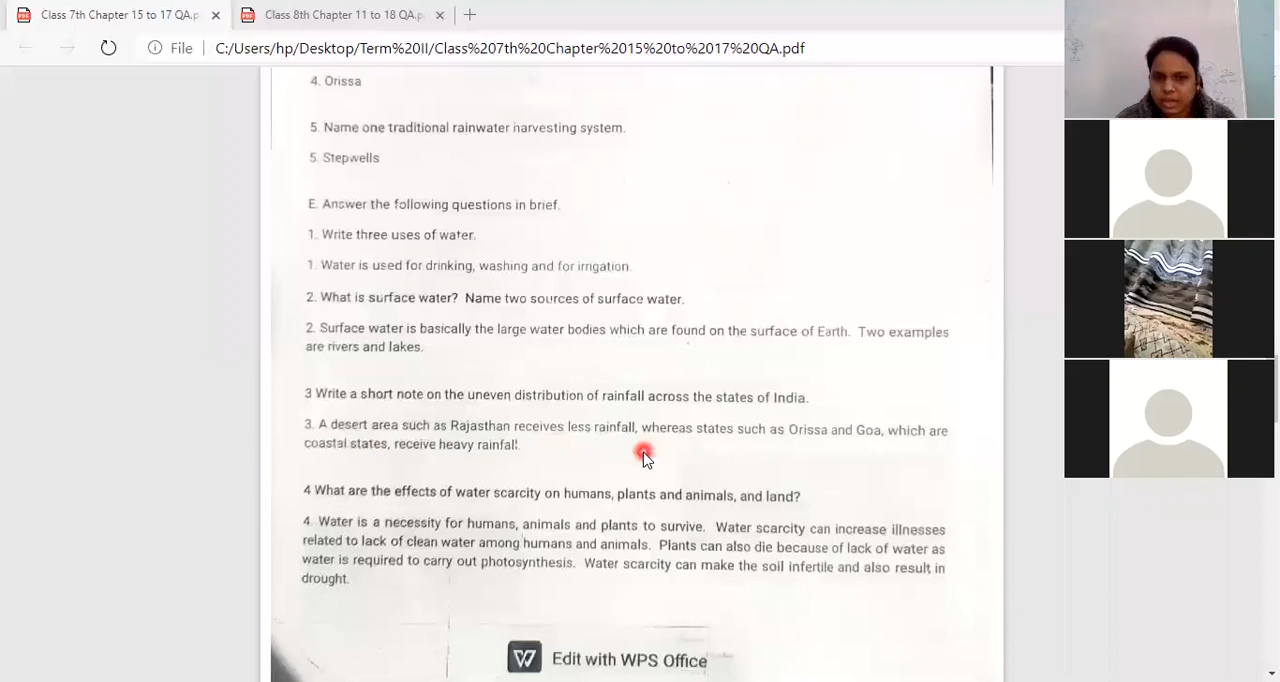 Class 7th Chapter 15 to 17 QA.p
Class 8th Chapter 11 to 18 QA.p
File
C:/Users/hp/Desktop/Term%20II/Class%207th%20Chapter%2015%20to%2017%20QA.pdf
4. Orissa
5. Name one traditional rainwater harvesting system.
5. Stepwells
E. Answer the following questions in brief.
1. Write three uses of water.
1. Water is used for drinking, washing and for irrigation.
2. What is surface water? Name two sources of surface water.
2. Surface water is basically the large water bodies which are found on the surface of Earth. Two examples
are rivers and lakes.
3 Write a short note on the uneven distribution of rainfall across the states of India.
3. A desert area such as Rajasthan receives less rainfall, whereas states such as Orissa and Goa, which are
coastal states, receive heavy rainfall.
4 What are the effects of water scarcity on humans, plants and animals, and land?
4. Water is a necessity for humans, animals and plants to survive. Water scarcity can increase illnesses
related to lack of clean water among humans and animals. Plants can also die because of lack of water as
water is required to carry out photosynthesis. Water scarcity can make the soil infertile and also result in
drought.
Edit with WPS Office